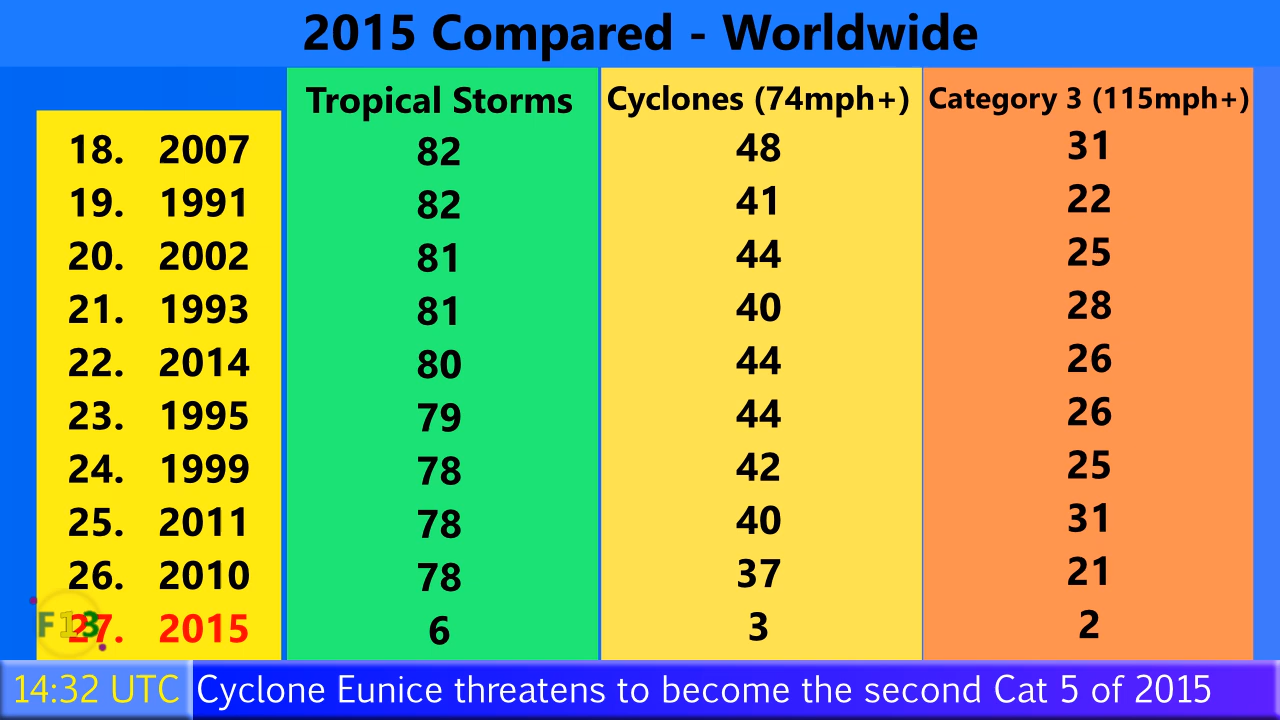 2015 Compared - Worldwide
Tropical Storms Cyclones (74mph+) Category 3 (115mph+)
18. 2007 82 48 31
19. 1991 82 41 22
20. 2002 81 44 25
21. 1993 81 40 28
22. 2014 80 44 26
23. 1995 79 44 26
24. 1999 78 42 25
25. 2011 78 40 31
26. 2010 78 37 21
27. 2015 6 3 2
F13
14:32 UTC Cyclone Eunice threatens to become the second Cat 5 of 2015